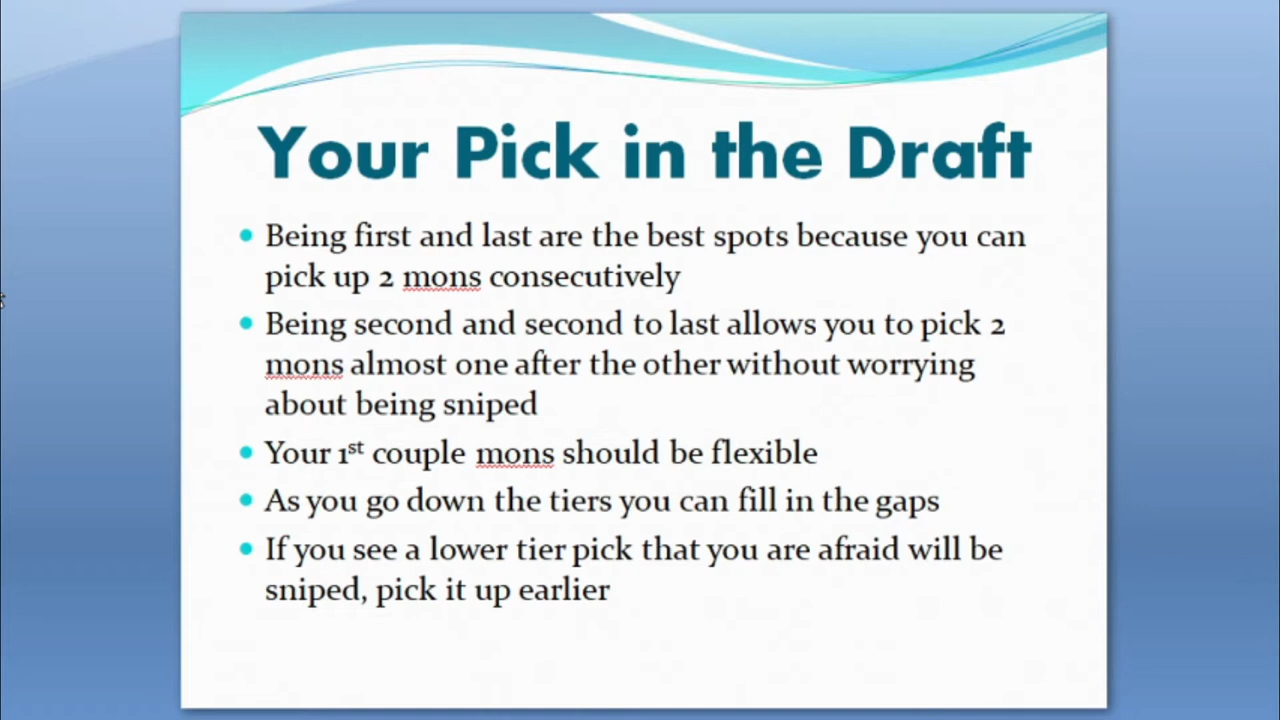 Your Pick in the Draft
Being first and last are the best spots because you can
pick up 2 mons consecutively
Being second and second to last allows you to pick 2
mons almost one after the other without worrying
about being sniped
Your 1st couple mons should be flexible
As you go down the tiers you can fill in the gaps
If you see a lower tier pick that you are afraid will be
sniped, pick it up earlier